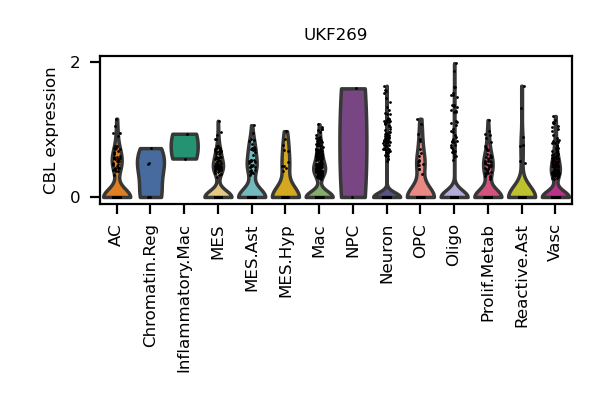 UKF269
CBL expression
2
0
AC
Chromatin.Reg
Inflammatory.Mac
MES
MES.Ast
MES.Hyp
Mac
NPC
Neuron
OPC
Oligo
Prolif.Metab
Reactive.Ast
Vasc